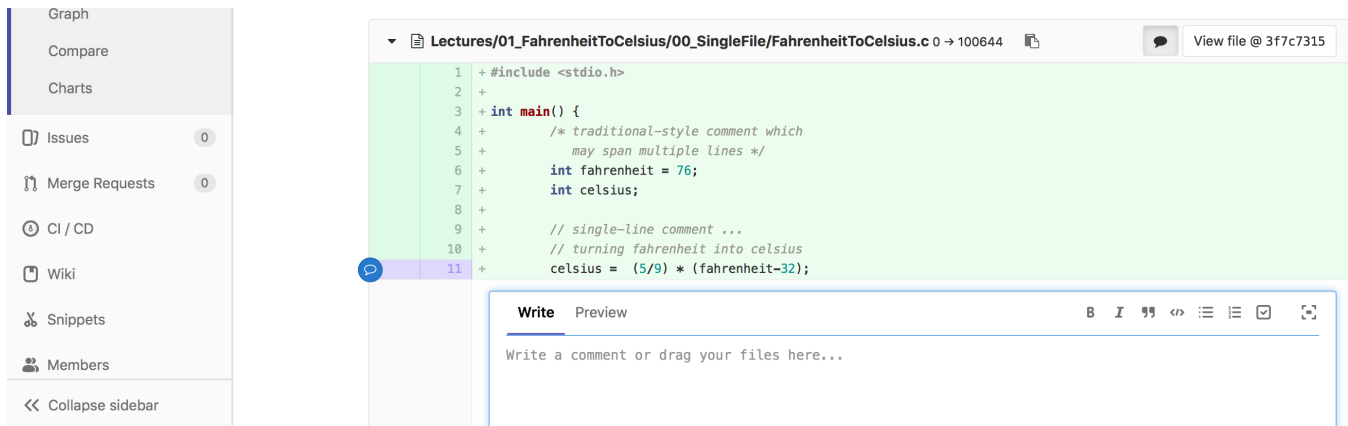 Graph
Compare
Charts
Issues 0
Merge Requests 0
CI / CD
Wiki
Snippets
Members
Collapse sidebar
Lectures/01_FahrenheitToCelsius/00_SingleFile/FahrenheitToCelsius.c 0 → 100644 View file @ 3f7c7315
1 + #include <stdio.h>
2 +
3 + int main() {
4 + /* traditional-style comment which
5 + may span multiple lines */
6 + int fahrenheit = 76;
7 + int celsius;
8 +
9 + // single-line comment ...
10 + // turning fahrenheit into celsius
11 + celsius =  (5/9) * (fahrenheit-32);
Write Preview B I
Write a comment or drag your files here...